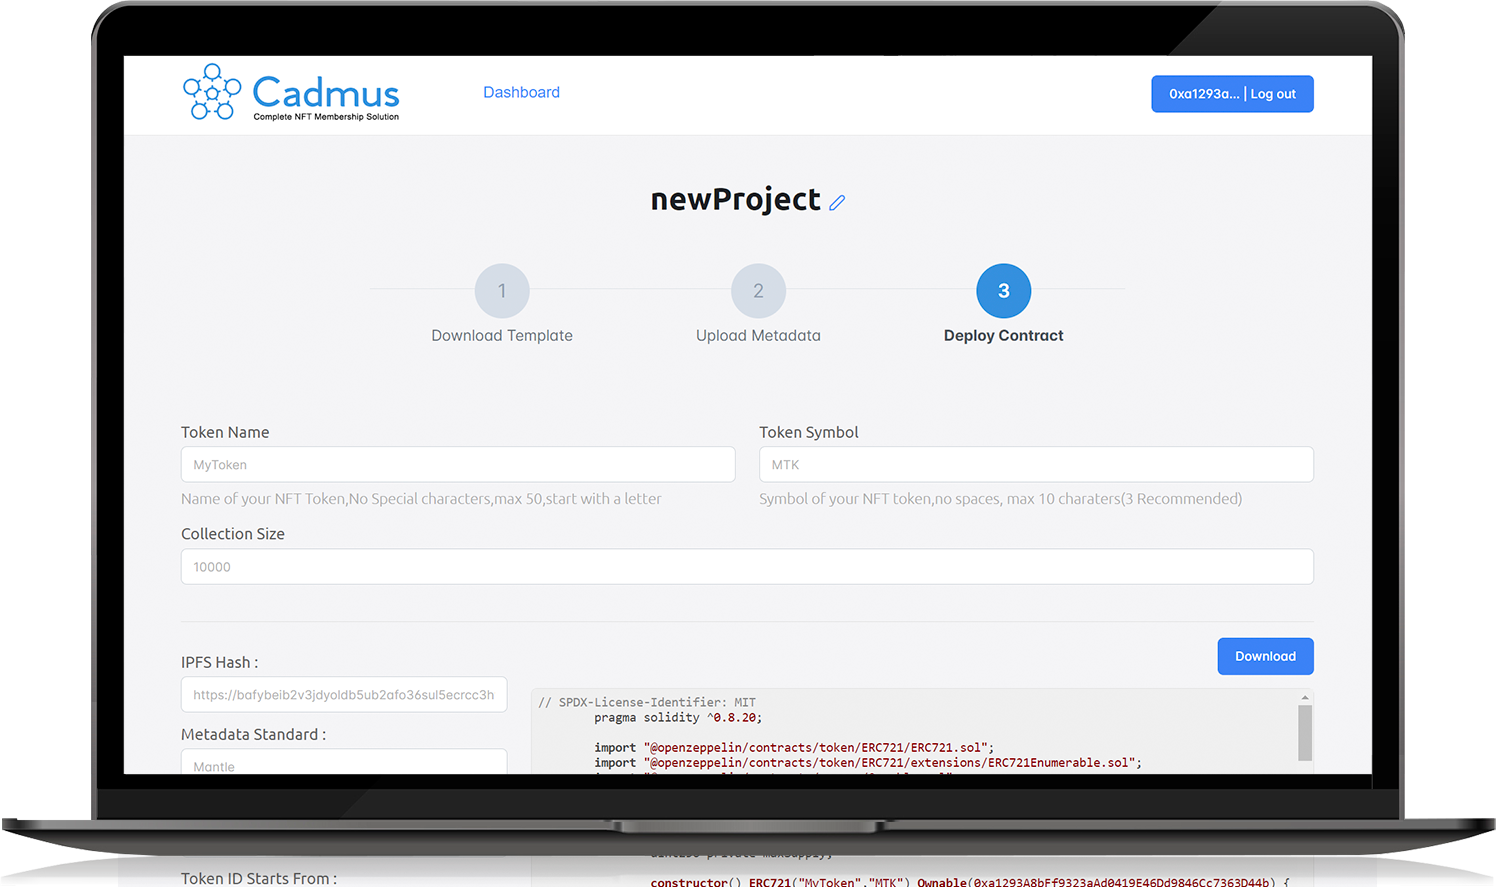 Cadmus
Complete NFT Membership Solution
Dashboard
0xa1293a... | Log out
newProject
1
2
3
Download Template
Upload Metadata
Deploy Contract
Token Name
Token Symbol
MyToken
MTK
Name of your NFT Token,No Special characters,max 50,start with a letter
Symbol of your NFT token,no spaces, max 10 charaters(3 Recommended)
Collection Size
10000
Download
IPFS Hash :
https://bafybeib2v3jdyoldb5ub2afo36sul5ecrcc3h
Metadata Standard :
Mantle
// SPDX-License-Identifier: MIT
pragma solidity ^0.8.20;
import "@openzeppelin/contracts/token/ERC721/ERC721.sol";
import "@openzeppelin/contracts/token/ERC721/extensions/ERC721Enumerable.sol";
Token ID Starts From :
constructor() ERC721("MyToken","MTK") Ownable(0xa1293A8bFf9323aAd0419E46Dd9846Cc7363D44b) {